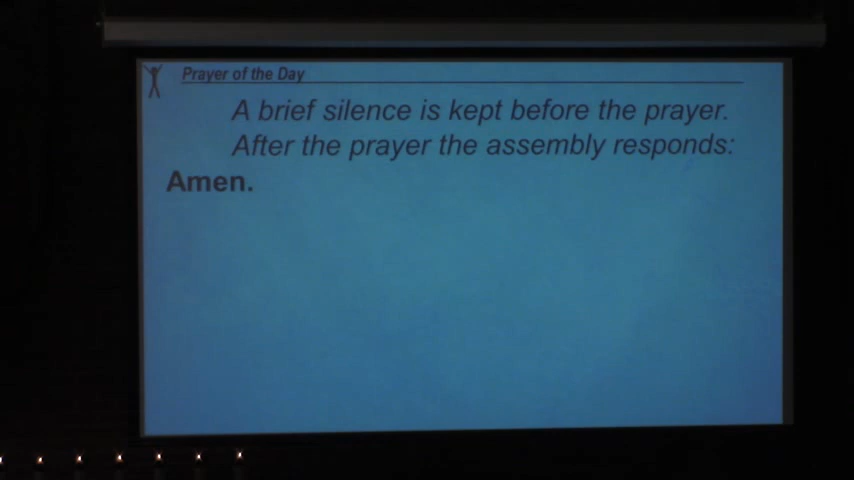 Prayer of the Day
A brief silence is kept before the prayer.
After the prayer the assembly responds:
Amen.